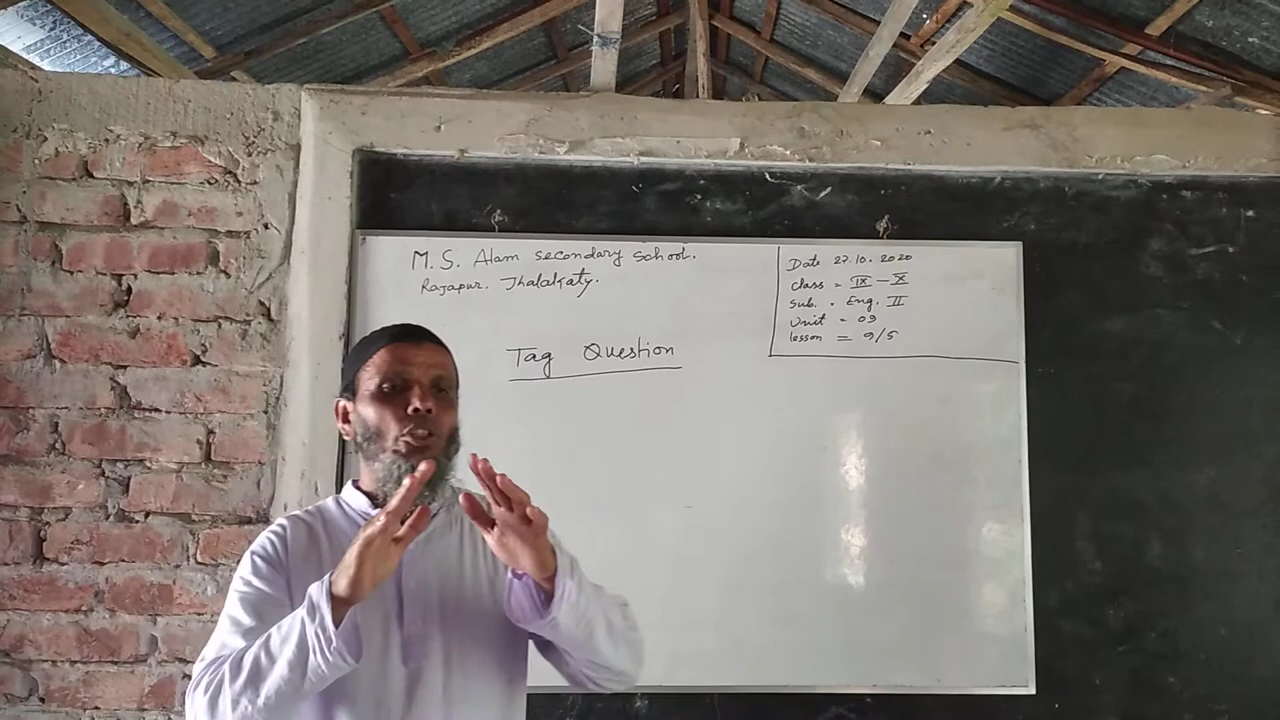 M. S. Alam secondary school.
Rajapur. Jhalakaty.
Date 27.10.2020
class = IX - X
Sub. = Eng. II
Unit = 09
lesson = 9/5
Tag Question